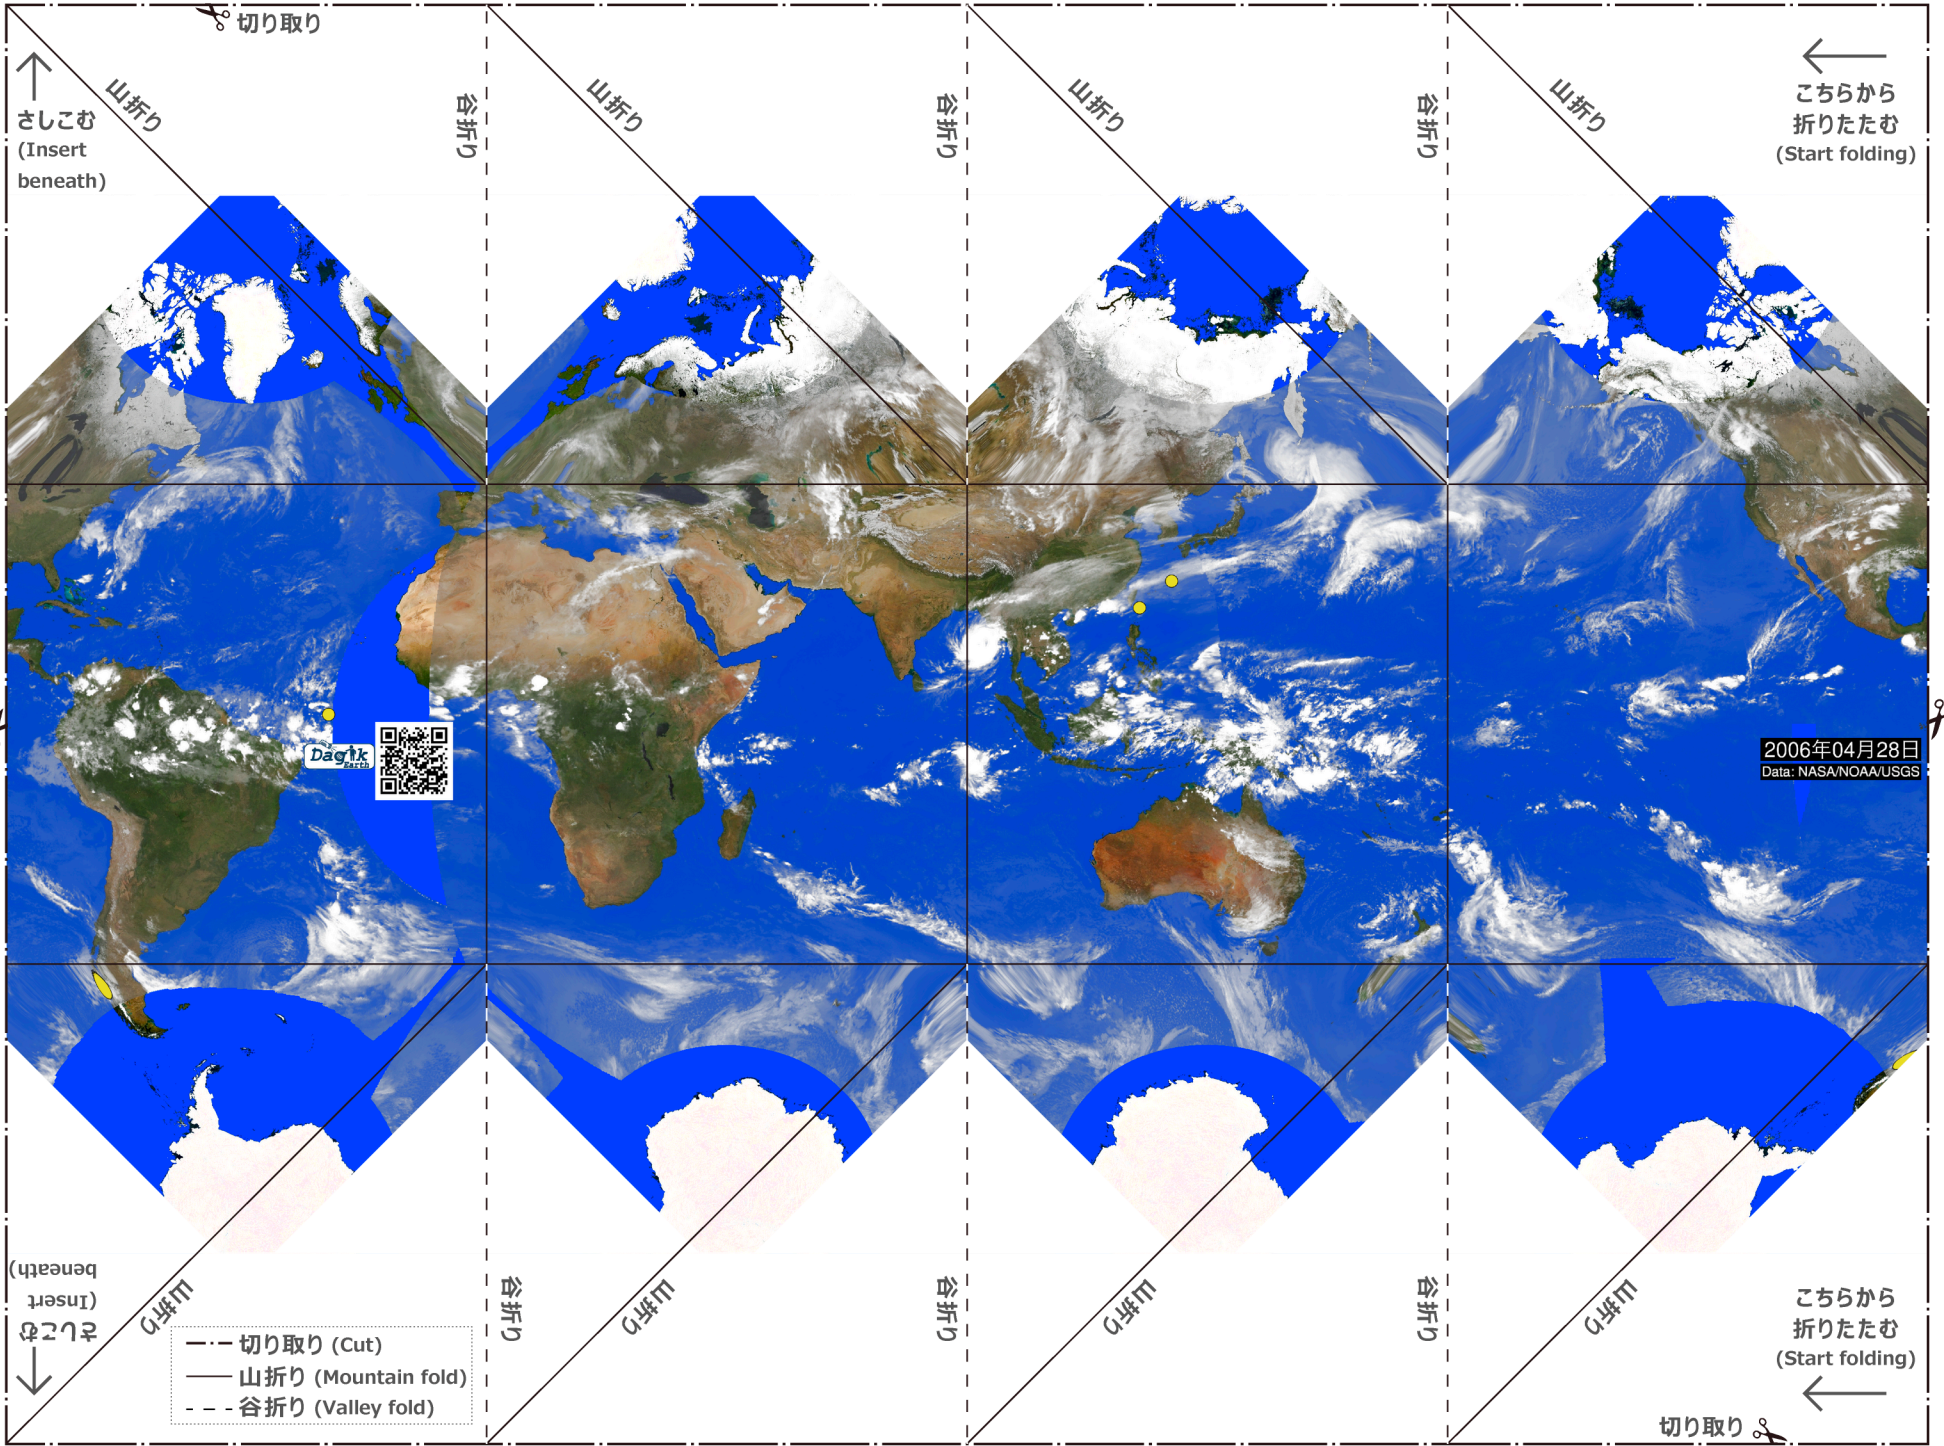 切り取り
山折り
谷折り
山折り
谷折り
山折り
谷折り
山折り
さしこむ
(Insert
beneath)
こちらから
折りたたむ
(Start folding)
Dagik
Earth
2006年04月28日
Data: NASA/NOAA/USGS
さしこむ
(Insert
beneath)
山折り
谷折り
山折り
谷折り
山折り
谷折り
山折り
切り取り (Cut)
山折り (Mountain fold)
谷折り (Valley fold)
こちらから
折りたたむ
(Start folding)
切り取り